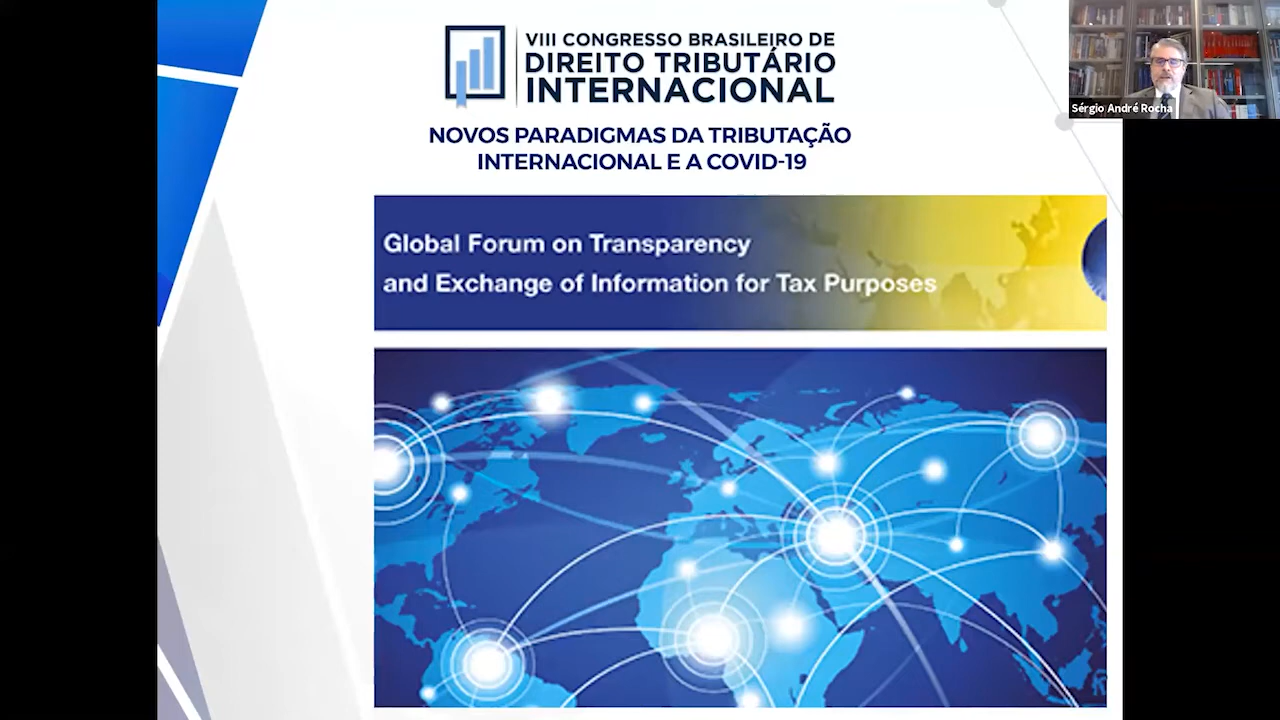 VIII CONGRESSO BRASILEIRO DE
DIREITO TRIBUTÁRIO
INTERNACIONAL
NOVOS PARADIGMAS DA TRIBUTAÇÃO
INTERNACIONAL E A COVID-19
Sérgio André Rocha
Global Forum on Transparency
and Exchange of Information for Tax Purposes